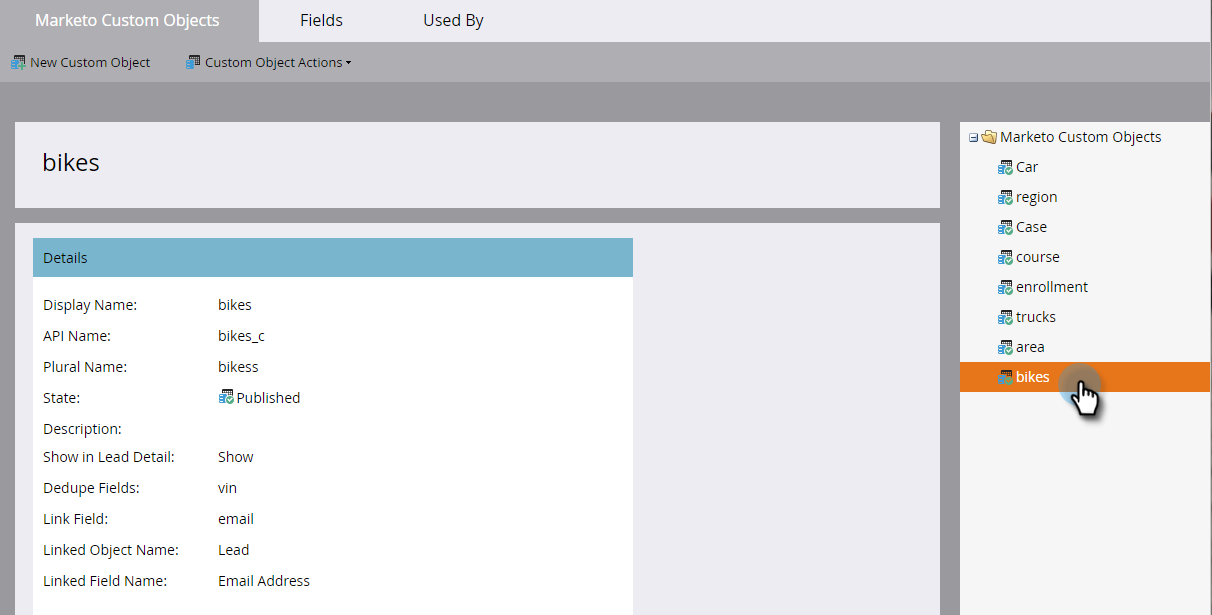 Marketo Custom Objects Fields Used By
New Custom Object Custom Object Actions
bikes
Details
Display Name: bikes
API Name: bikes_c
Plural Name: bikess
State: Published
Description:
Show in Lead Detail: Show
Dedupe Fields: vin
Link Field: email
Linked Object Name: Lead
Linked Field Name: Email Address
Marketo Custom Objects
Car
region
Case
course
enrollment
trucks
area
bikes